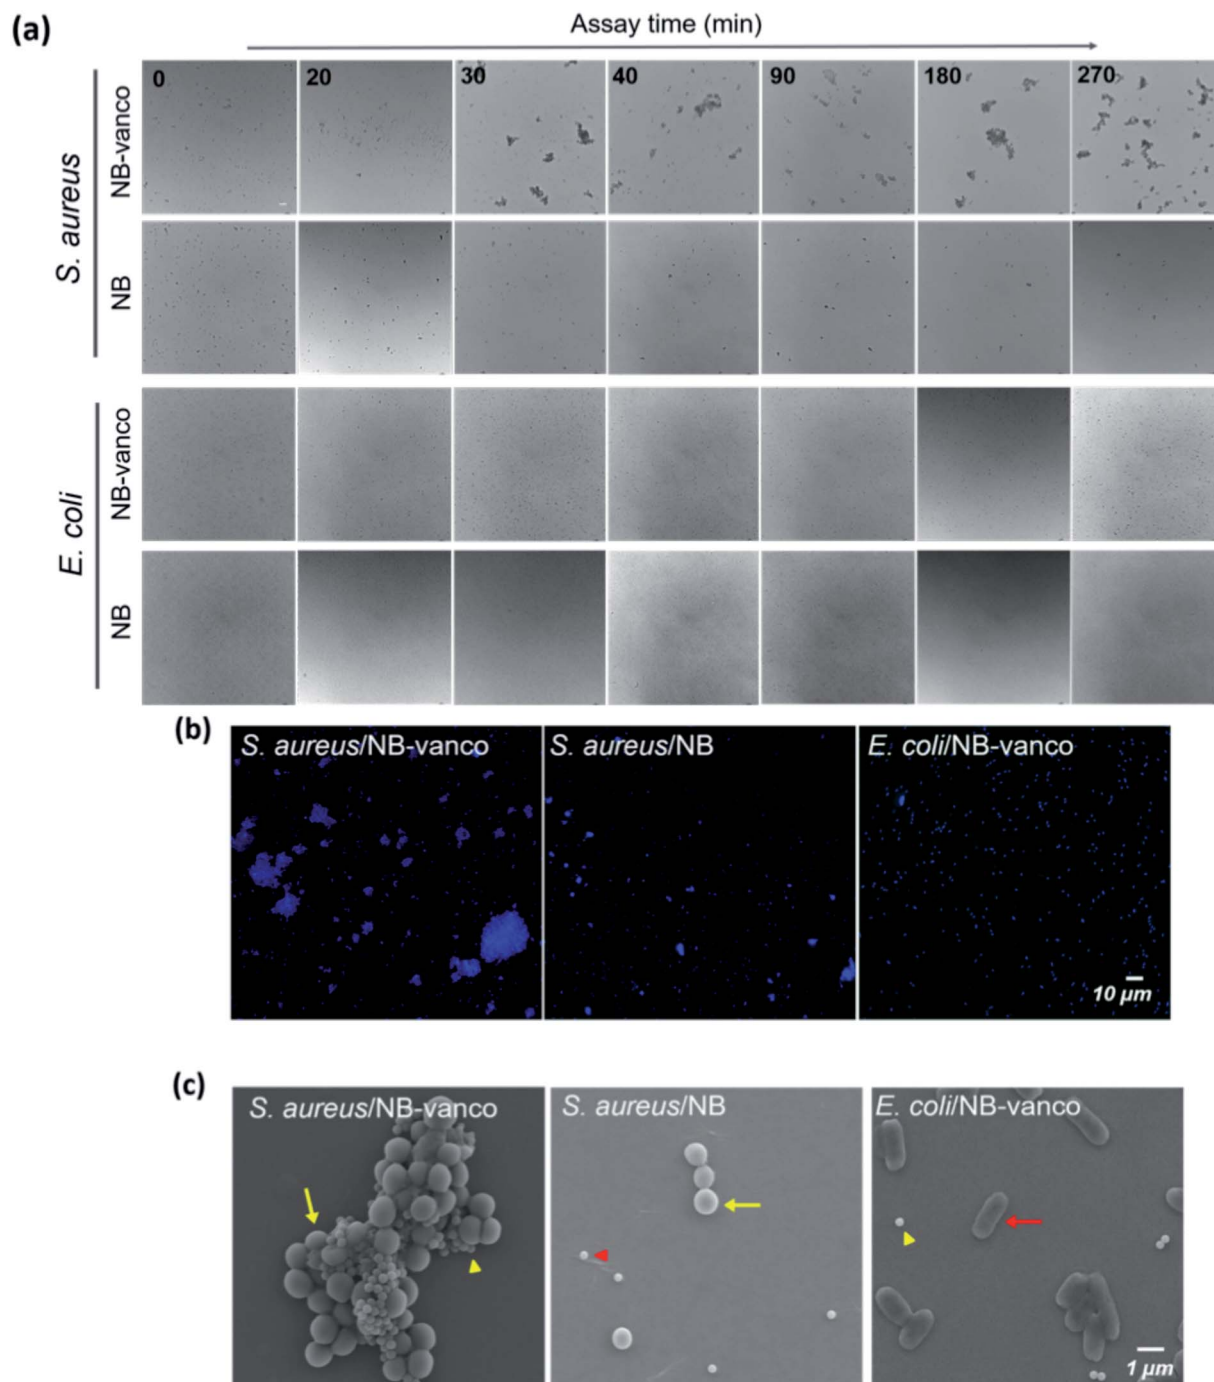 (a)
Assay time (min)
0 20 30 40 90 180 270
S. aureus
NB-vanco
NB
E. coli
NB-vanco
NB
(b)
S. aureus/NB-vanco S. aureus/NB E. coli/NB-vanco
10 µm
(c)
S. aureus/NB-vanco S. aureus/NB E. coli/NB-vanco
1 µm